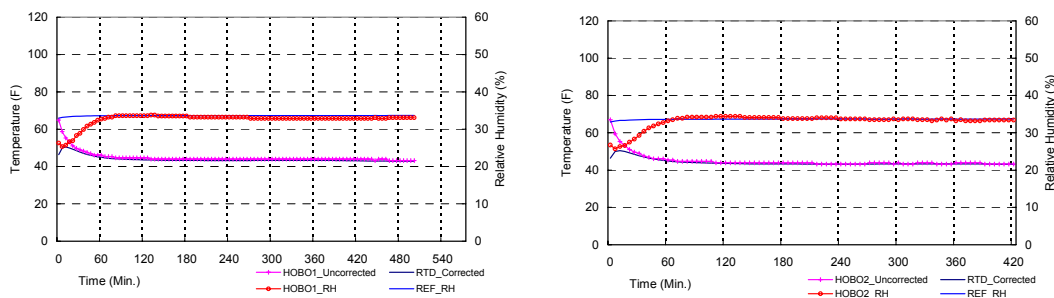 120
100
80
60
40
20
0
Temperature (F)
60
50
40
30
20
10
0
Relative Humidity (%)
0 60 120 180 240 300 360 420 480 540
Time (Min.)
HOBO1_Uncorrected RTD_Corrected
HOBO1_RH REF_RH
120
100
80
60
40
20
0
Temperature (F)
60
50
40
30
20
10
0
Relative Humidity (%)
0 60 120 180 240 300 360 420
Time (Min.)
HOBO2_Uncorrected RTD_Corrected
HOBO2_RH REF_RH